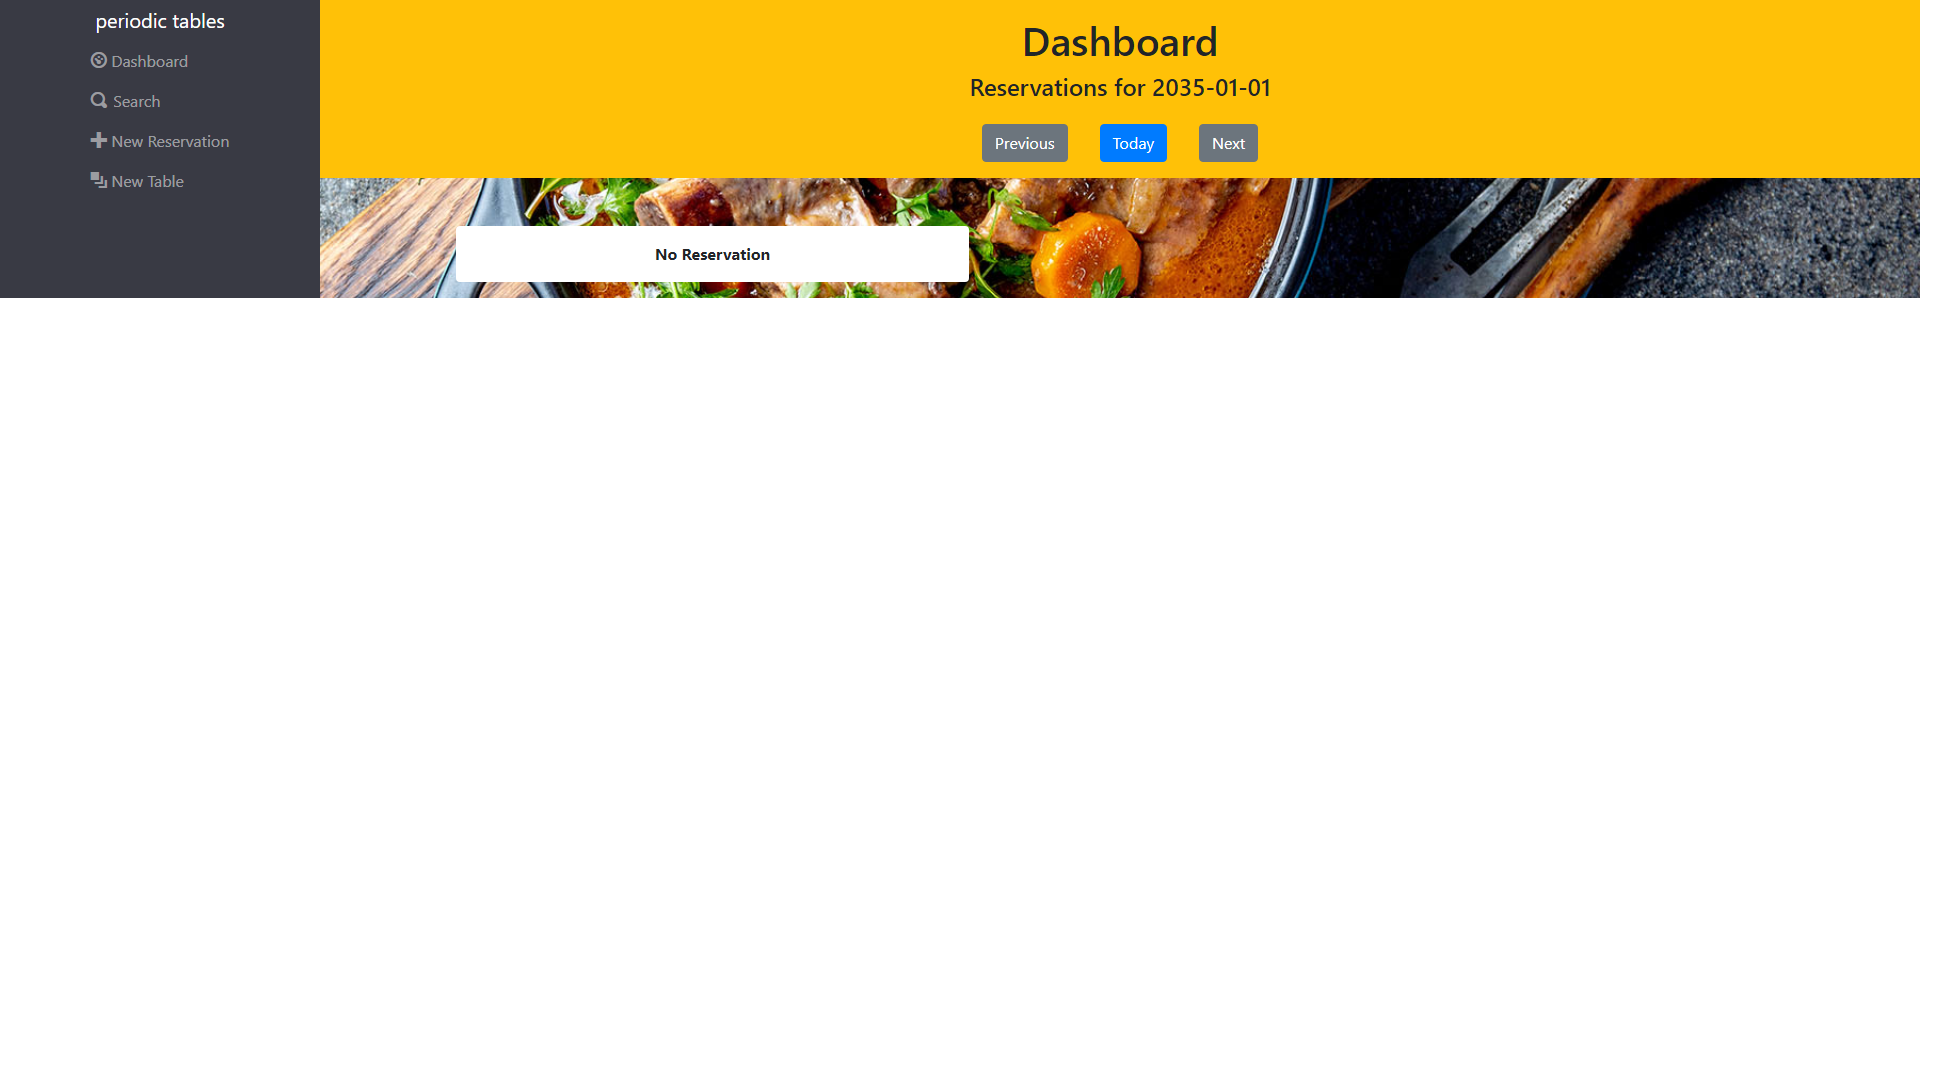 periodic tables
Dashboard
Search
New Reservation
New Table
Dashboard
Reservations for 2035-01-01
Previous
Today
Next
No Reservation